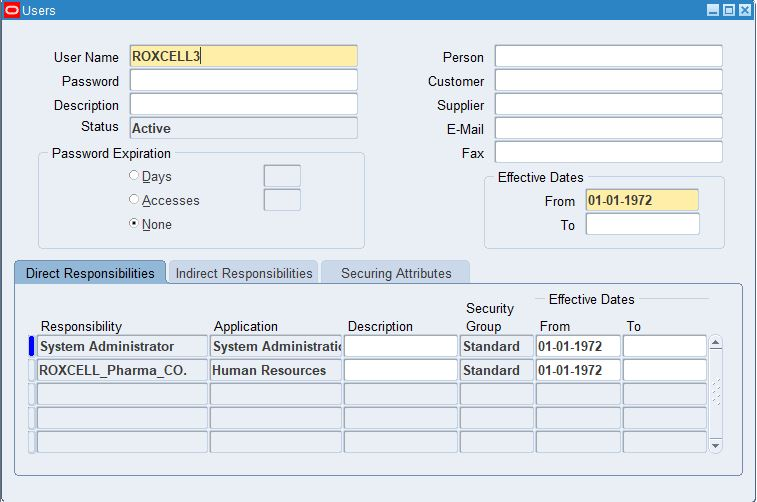 Users
User Name ROXCELL3
Password
Description
Status Active
Person
Customer
Supplier
E-Mail
Fax
Password Expiration
Days
Accesses
None
Effective Dates
From 01-01-1972
To
Direct Responsibilities Indirect Responsibilities Securing Attributes
Effective Dates
Security
Responsibility Application Description Group From To
System Administrator System Administratic Standard 01-01-1972
ROXCELL_Pharma_CO. Human Resources Standard 01-01-1972